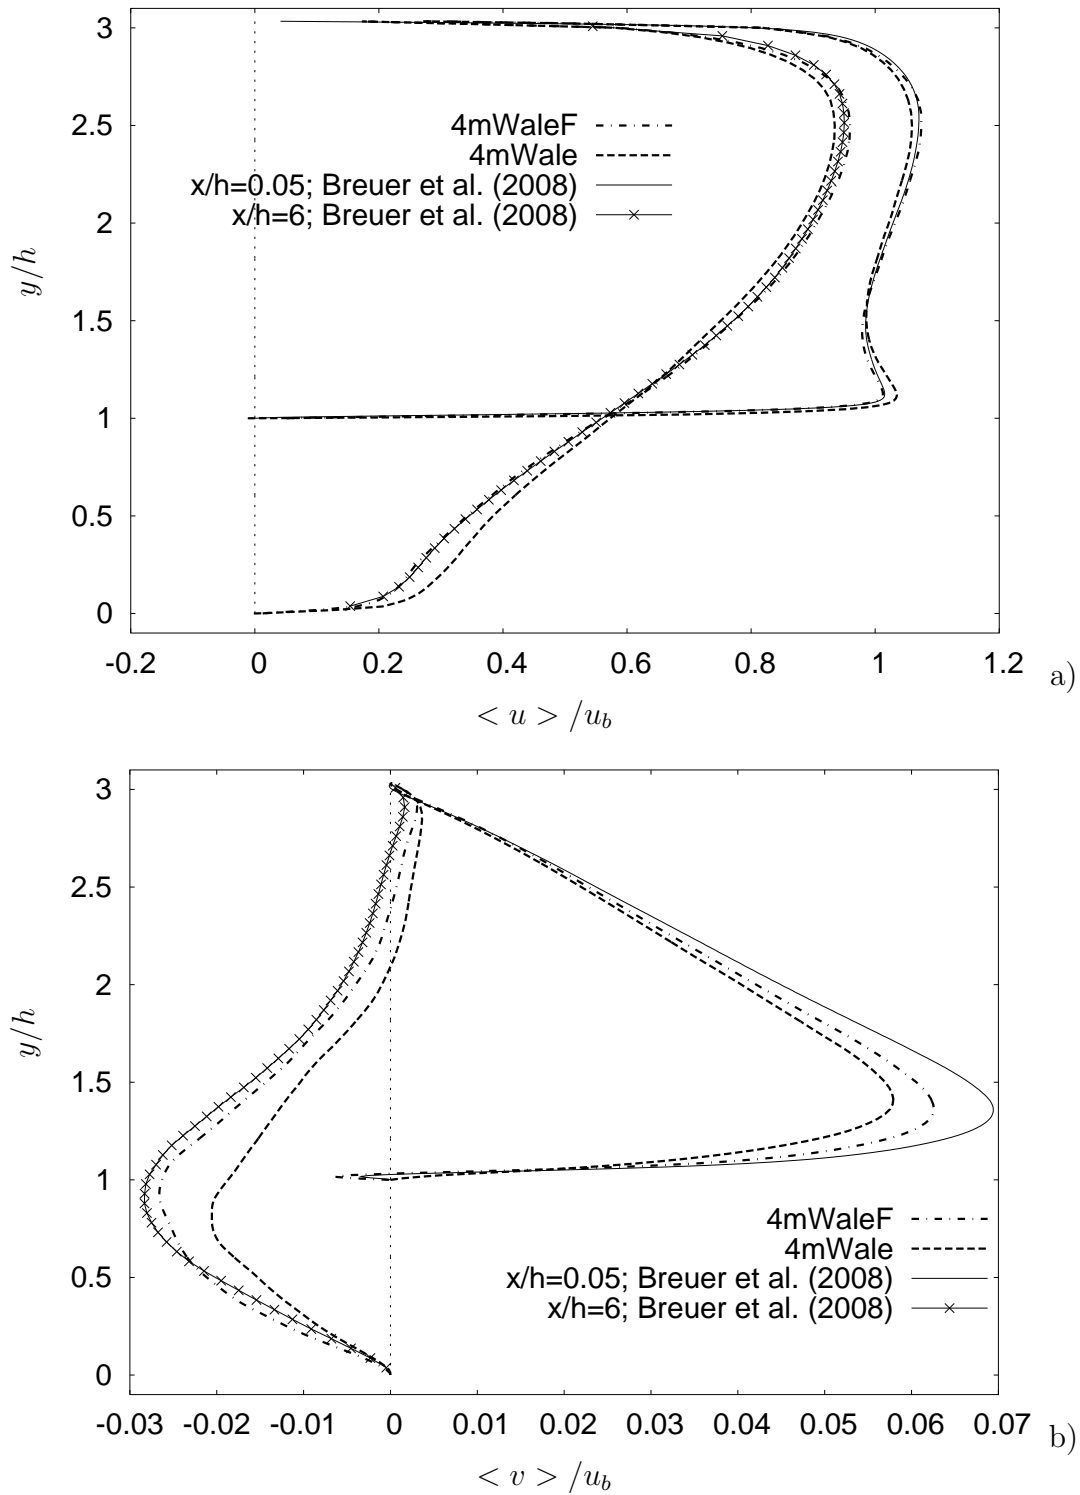 3
2.5
2
1.5
1
0.5
0
y/h
4mWaleF
4mWale
x/h=0.05; Breuer et al. (2008)
x/h=6; Breuer et al. (2008)
-0.2 0 0.2 0.4 0.6 0.8 1 1.2
a)
< u > /u_b
3
2.5
2
1.5
1
0.5
0
y/h
4mWaleF
4mWale
x/h=0.05; Breuer et al. (2008)
x/h=6; Breuer et al. (2008)
-0.03 -0.02 -0.01 0 0.01 0.02 0.03 0.04 0.05 0.06 0.07
b)
< v > /u_b